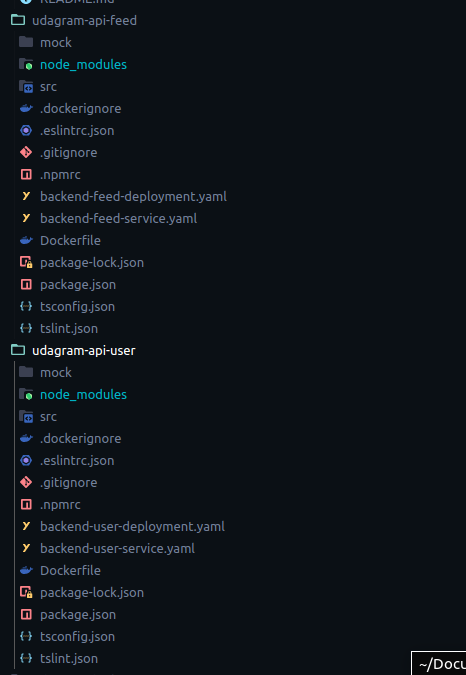 README.md
udagram-api-feed
mock
node_modules
src
.dockerignore
.eslintrc.json
.gitignore
.npmrc
backend-feed-deployment.yaml
backend-feed-service.yaml
Dockerfile
package-lock.json
package.json
tsconfig.json
tslint.json
udagram-api-user
mock
node_modules
src
.dockerignore
.eslintrc.json
.gitignore
.npmrc
backend-user-deployment.yaml
backend-user-service.yaml
Dockerfile
package-lock.json
package.json
tsconfig.json
tslint.json
~/Docu